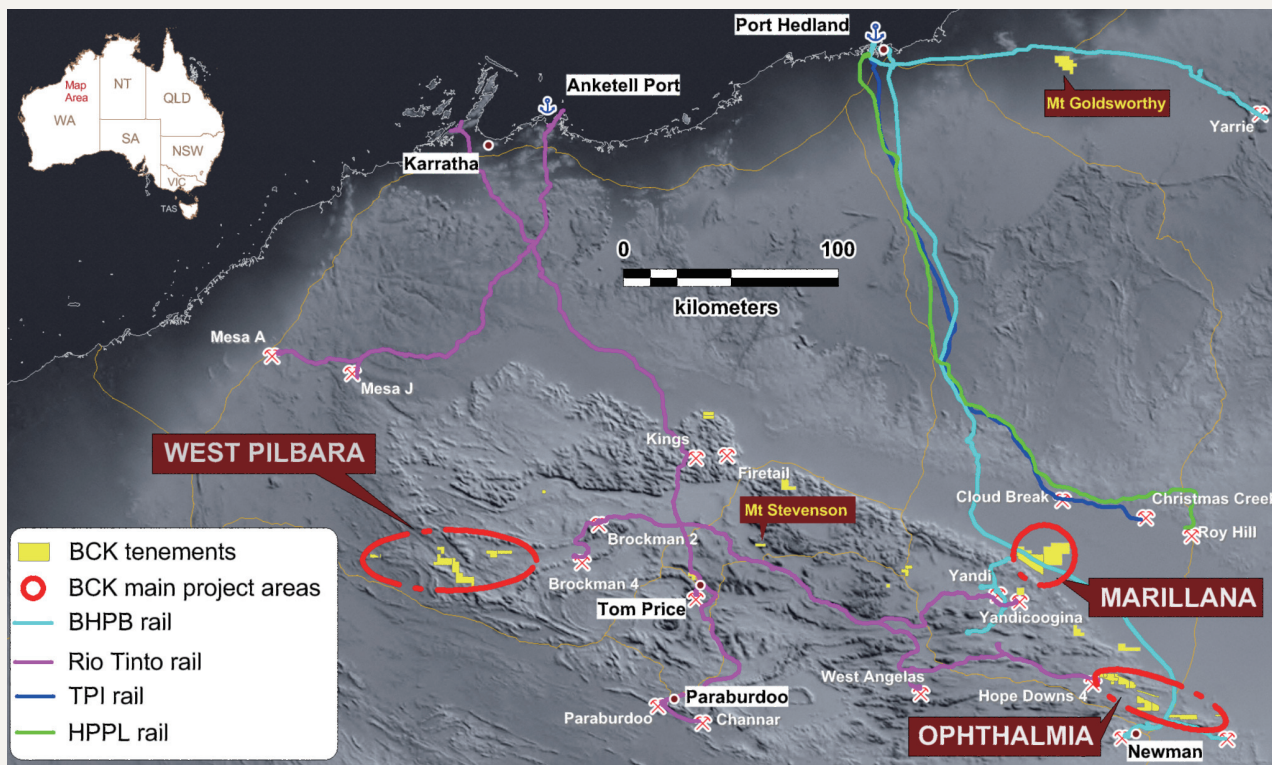 Port Hedland
Anketell Port
Map
Area
NT
QLD
WA
SA
NSW
VIC
TAS
Mt Goldsworthy
Yarrie
Karratha
0 100
kilometers
Mesa A
Mesa J
WEST PILBARA
Kings
Firetail
Cloud Break
Christmas Creek
Mt Stevenson
Roy Hill
Brockman 2
Brockman 4
Yandi
Tom Price
Yandicoogina
MARILLANA
West Angelas
Hope Downs 4
Paraburdoo
Paraburdoo
Channar
OPHTHALMIA
Newman
BCK tenements
BCK main project areas
BHPB rail
Rio Tinto rail
TPI rail
HPPL rail